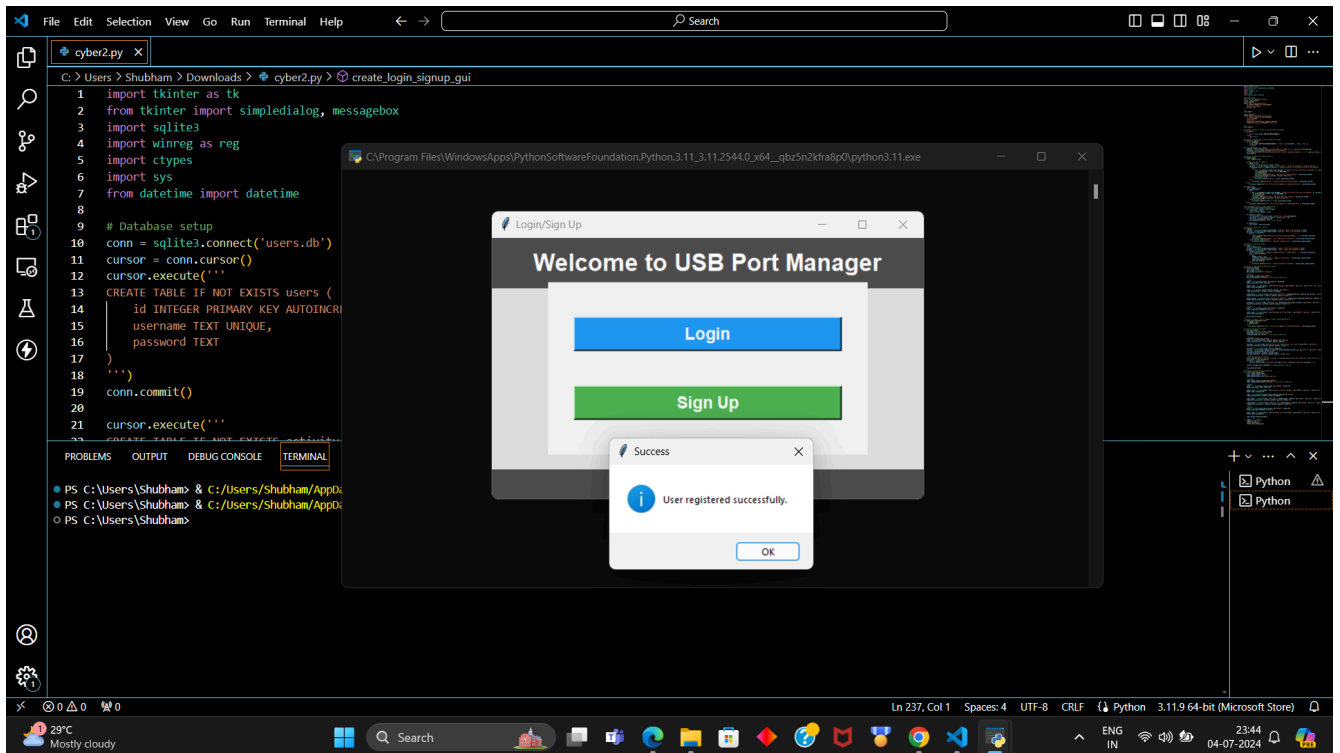 File Edit Selection View Go Run Terminal Help
Search
cyber2.py
C: > Users > Shubham > Downloads > cyber2.py > create_login_signup_gui
1 import tkinter as tk
2 from tkinter import simpledialog, messagebox
3 import sqlite3
4 import winreg as reg
5 import ctypes
6 import sys
7 from datetime import datetime
8
9 # Database setup
10 conn = sqlite3.connect('users.db')
11 cursor = conn.cursor()
12 cursor.execute('''
13 CREATE TABLE IF NOT EXISTS users (
14 id INTEGER PRIMARY KEY AUTOINCRE
15 username TEXT UNIQUE,
16 password TEXT
17 )
18 ''')
19 conn.commit()
20
21 cursor.execute('''
22 CREATE TABLE IF NOT EXISTS activity
C:\Program Files\WindowsApps\PythonSoftwareFoundation.Python.3.11_3.11.2544.0_x64__qbz5n2kfra8p0\python3.11.exe
Login/Sign Up
Welcome to USB Port Manager
Login
Sign Up
Success
User registered successfully.
OK
PROBLEMS OUTPUT DEBUG CONSOLE TERMINAL
PS C:\Users\Shubham> & C:/Users/Shubham/AppDa
PS C:\Users\Shubham> & C:/Users/Shubham/AppDa
PS C:\Users\Shubham>
Python
Python
0 0 0
Ln 237, Col 1 Spaces: 4 UTF-8 CRLF Python 3.11.9 64-bit (Microsoft Store)
29°C
Mostly cloudy
Search
ENG
IN
23:44
04-07-2024